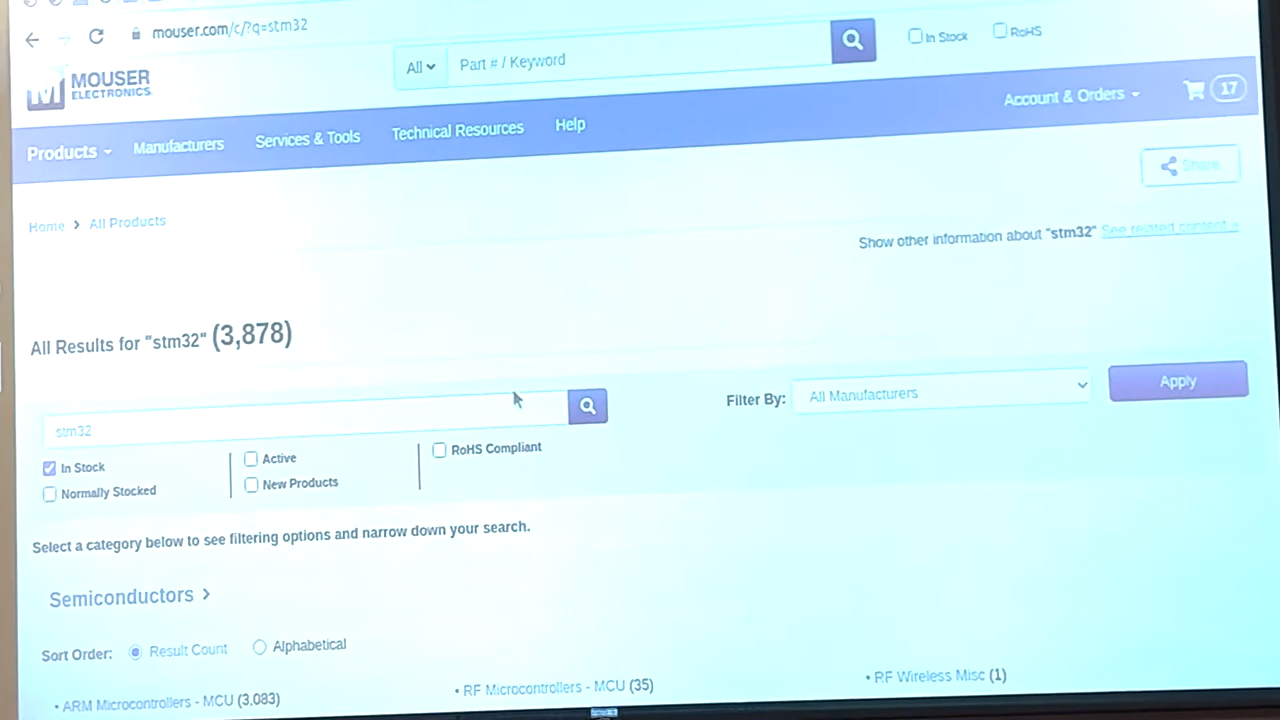 mouser.com/c/?q=stm32
MOUSER
ELECTRONICS
All
Part # / Keyword
In Stock
RoHS
Products
Manufacturers
Services & Tools
Technical Resources
Help
Account & Orders
17
Share
Home > All Products
Show other information about "stm32" See related content »
All Results for "stm32" (3,878)
stm32
Filter By:
All Manufacturers
Apply
In Stock
Active
RoHS Compliant
Normally Stocked
New Products
Select a category below to see filtering options and narrow down your search.
Semiconductors >
Sort Order:
Result Count
Alphabetical
• ARM Microcontrollers - MCU (3,083)
• RF Microcontrollers - MCU (35)
• RF Wireless Misc (1)